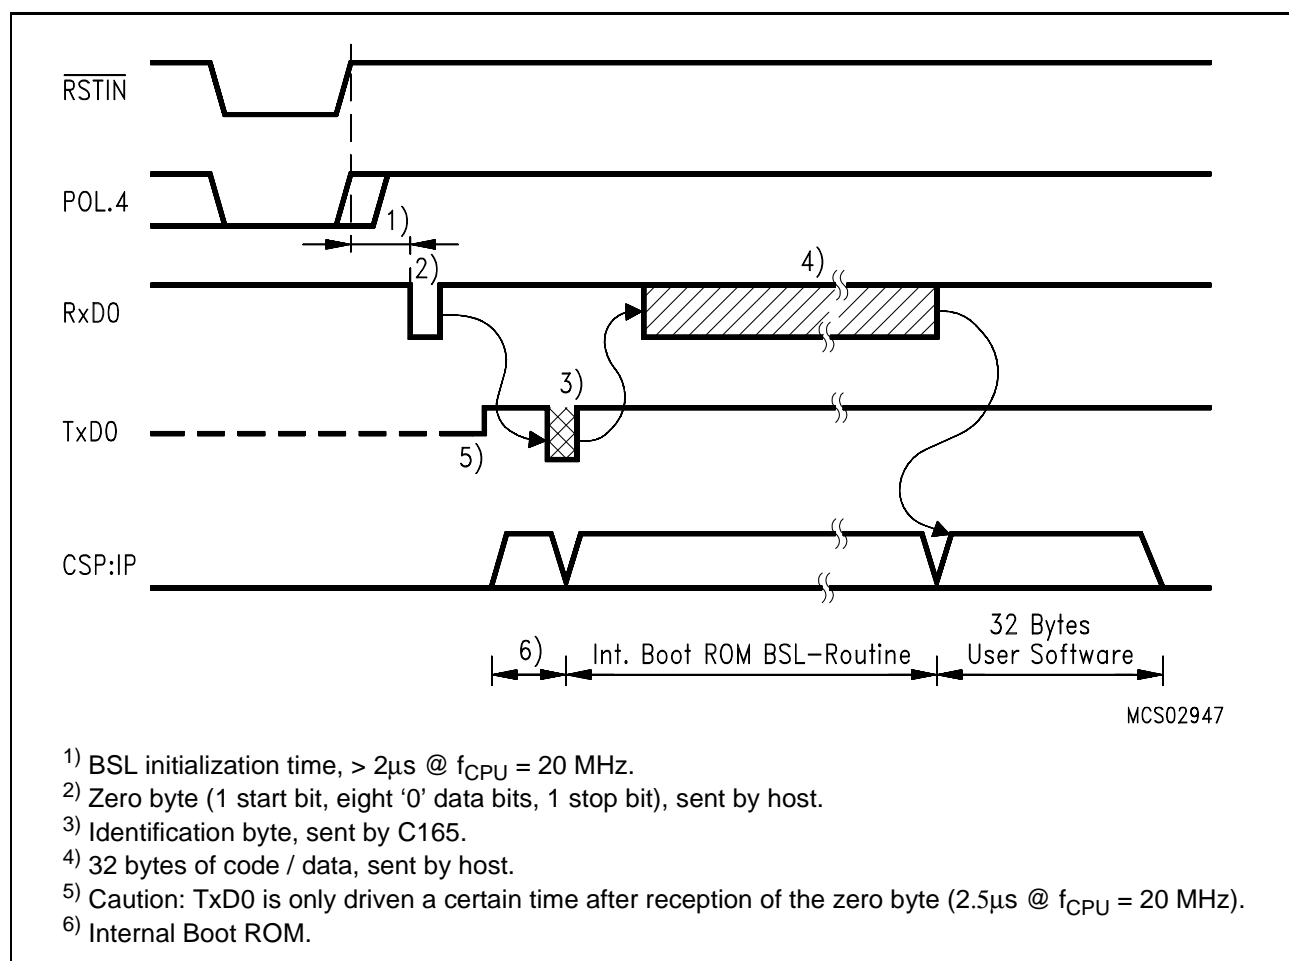 RSTIN
POL.4
1)
2)
4)
RxD0
3)
TxD0
5)
CSP:IP
32 Bytes
6)
Int. Boot ROM BSL-Routine
User Software
MCS02947
1) BSL initialization time, > 2µs @ fCPU = 20 MHz.
2) Zero byte (1 start bit, eight ‘0’ data bits, 1 stop bit), sent by host.
3) Identification byte, sent by C165.
4) 32 bytes of code / data, sent by host.
5) Caution: TxD0 is only driven a certain time after reception of the zero byte (2.5µs @ fCPU = 20 MHz).
6) Internal Boot ROM.